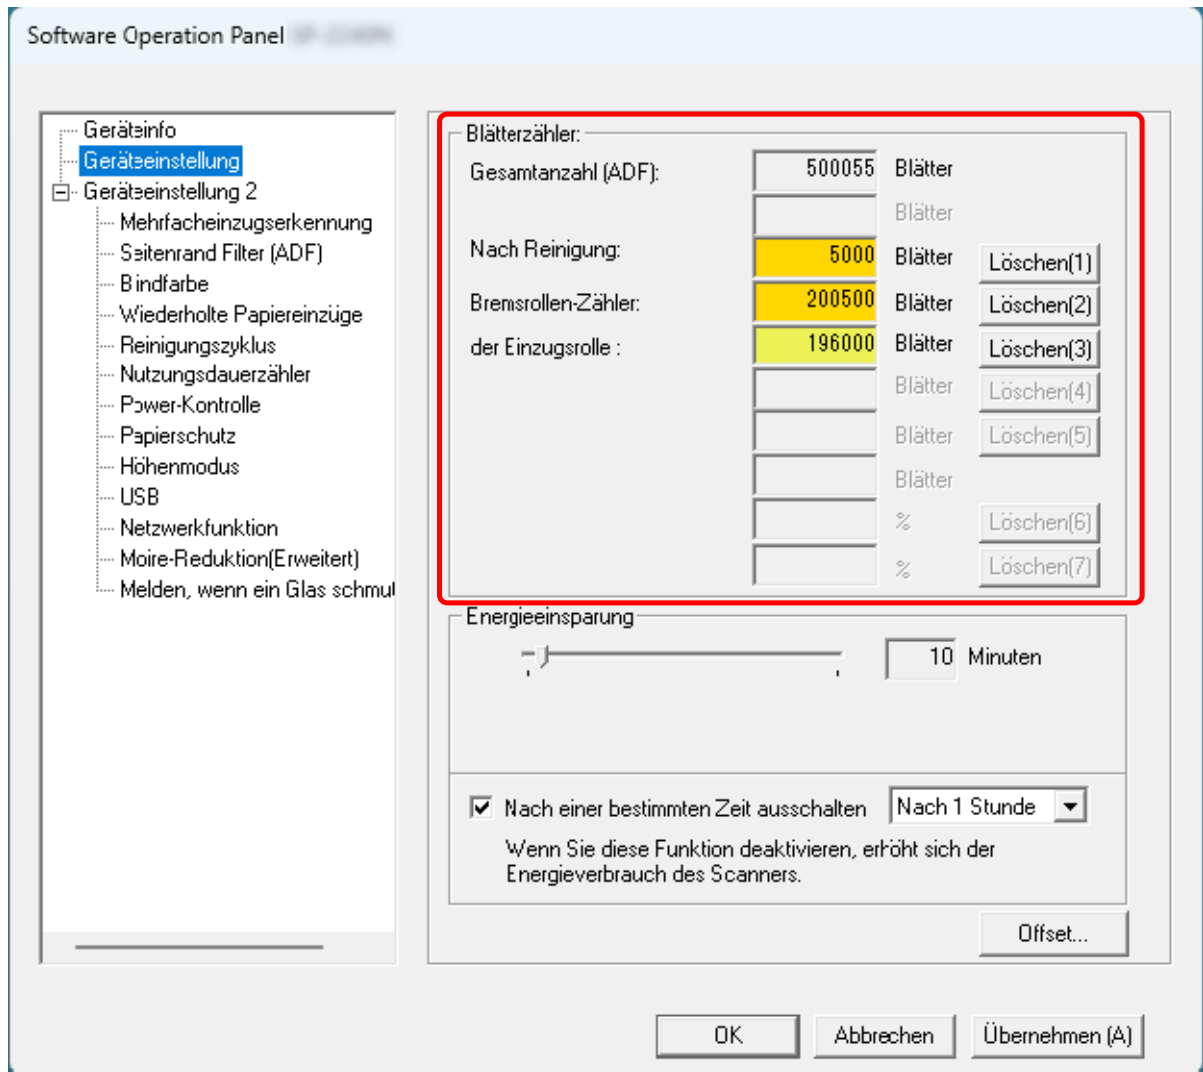 Software Operation Panel
Geräteinfo
Geräteeinstellung
Geräteeinstellung 2
Mehrfacheinzugserkennung
Seitenrand Filter (ADF)
Blindfarbe
Wiederholte Papiereinzüge
Reinigungszyklus
Nutzungsdauerzähler
Power-Kontrolle
Papierschutz
Höhenmodus
USB
Netzwerkfunktion
Moire-Reduktion(Erweitert)
Melden, wenn ein Glas schmu
Blätterzähler:
Gesamtanzahl (ADF): 500055 Blätter
Blätter
Nach Reinigung: 5000 Blätter Löschen(1)
Bremsrollen-Zähler: 200500 Blätter Löschen(2)
der Einzugsrolle : 196000 Blätter Löschen(3)
Blätter Löschen(4)
Blätter Löschen(5)
Blätter
% Löschen(6)
% Löschen(7)
Energieeinsparung
10 Minuten
Nach einer bestimmten Zeit ausschalten Nach 1 Stunde
Wenn Sie diese Funktion deaktivieren, erhöht sich der
Energieverbrauch des Scanners.
Offset...
OK Abbrechen Übernehmen (A)